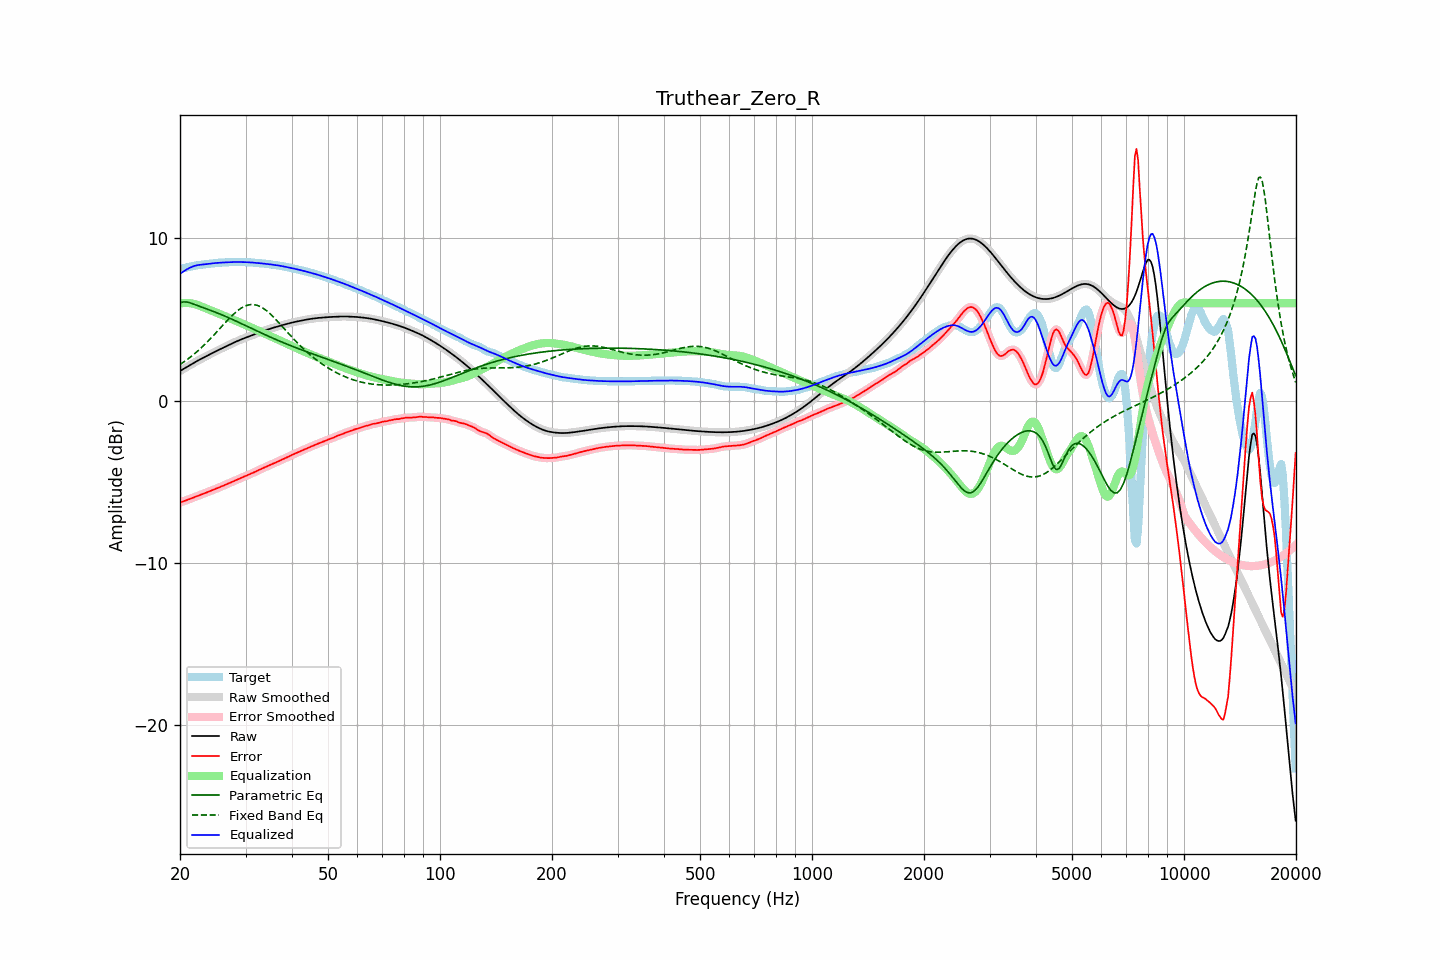 Truthear_Zero_R
Amplitude (dBr)
10
0
−10
−20
Target
Raw Smoothed
Error Smoothed
Raw
Error
Equalization
Parametric Eq
Fixed Band Eq
Equalized
20 50 100 200 500 1000 2000 5000 10000 20000
Frequency (Hz)